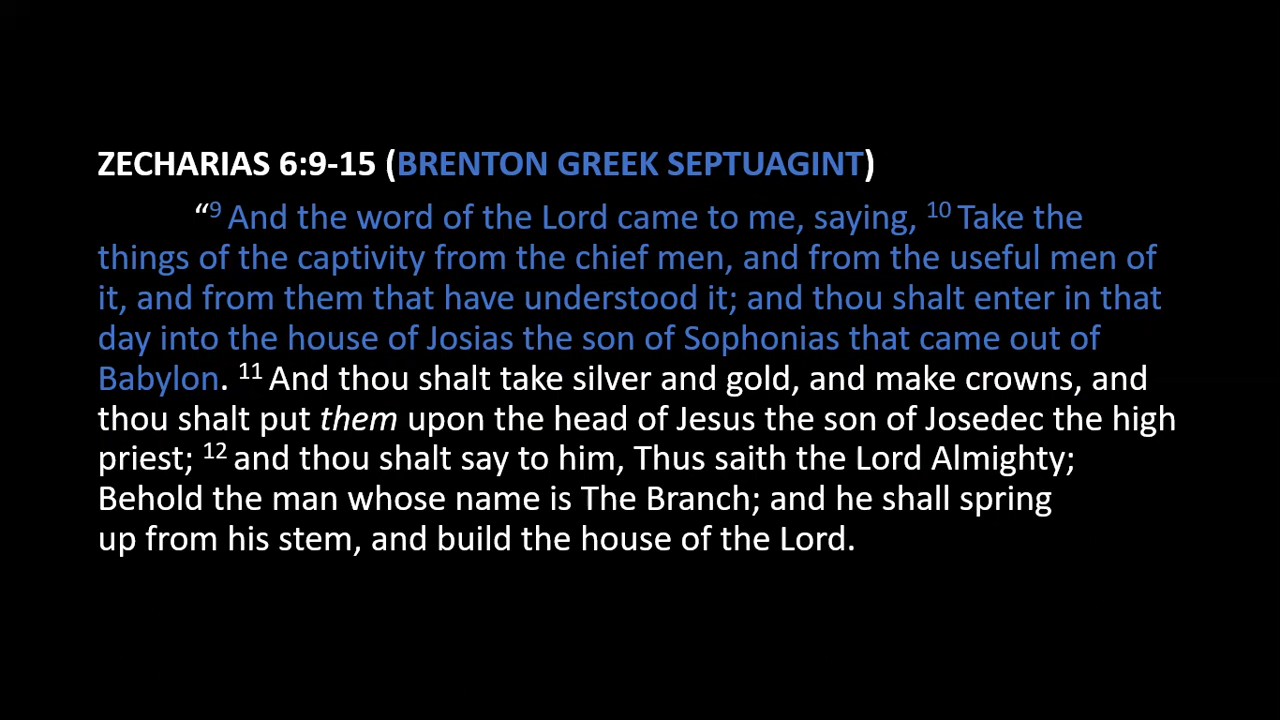 ZECHARIAS 6:9-15 (BRENTON GREEK SEPTUAGINT)
“9 And the word of the Lord came to me, saying, 10 Take the
things of the captivity from the chief men, and from the useful men of
it, and from them that have understood it; and thou shalt enter in that
day into the house of Josias the son of Sophonias that came out of
Babylon. 11 And thou shalt take silver and gold, and make crowns, and
thou shalt put them upon the head of Jesus the son of Josedec the high
priest; 12 and thou shalt say to him, Thus saith the Lord Almighty;
Behold the man whose name is The Branch; and he shall spring
up from his stem, and build the house of the Lord.